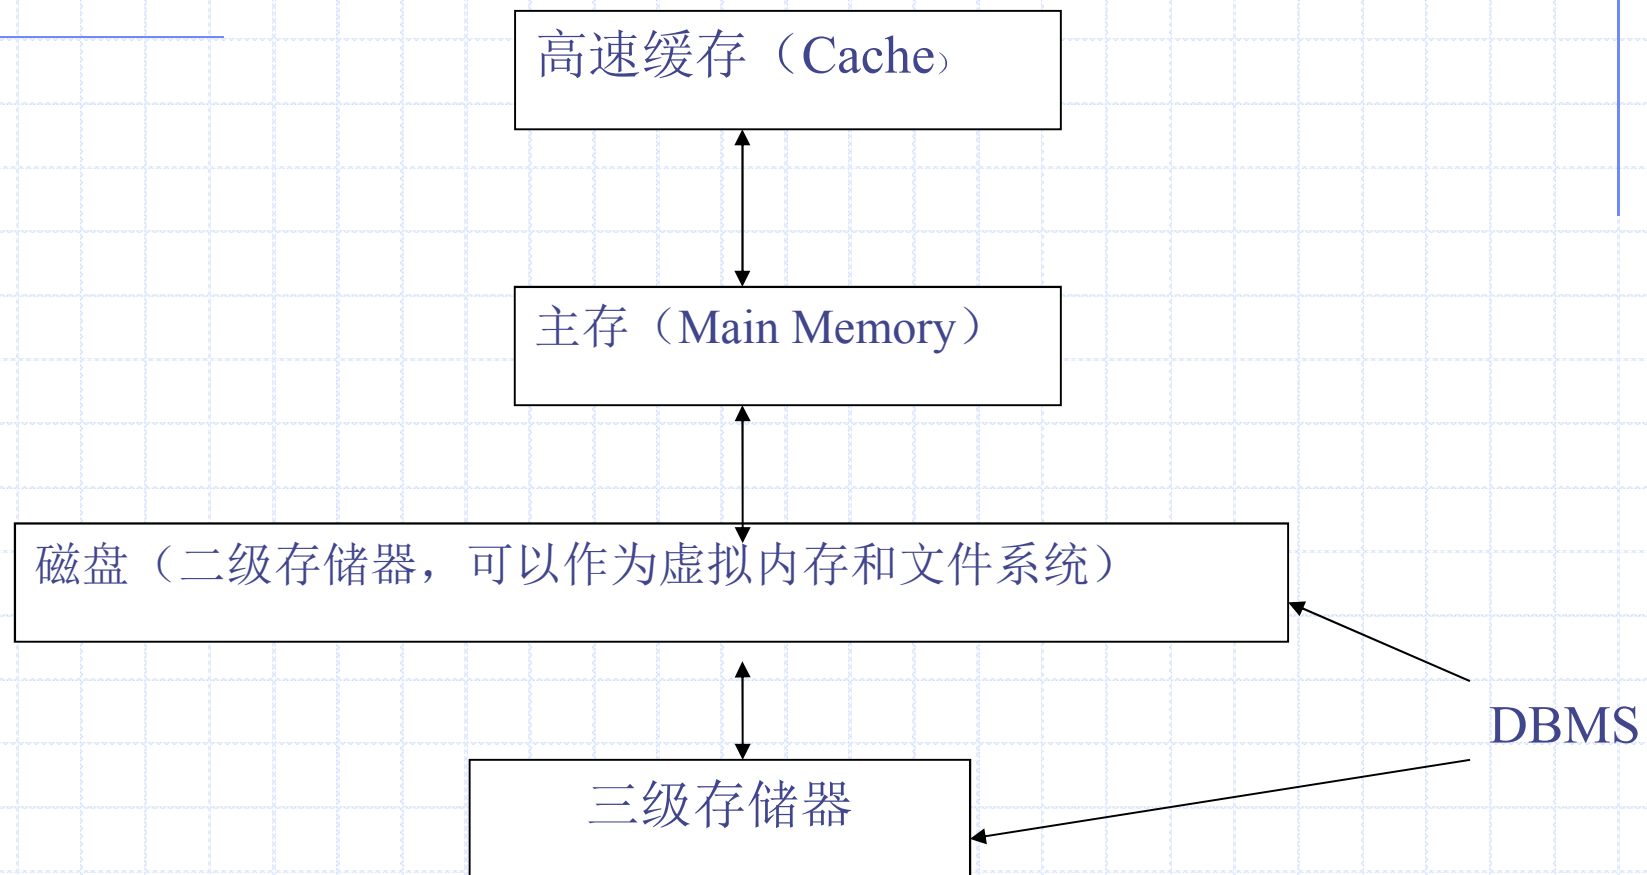 高速缓存（Cache）
主存（Main Memory）
磁盘（二级存储器，可以作为虚拟内存和文件系统）
DBMS
三级存储器